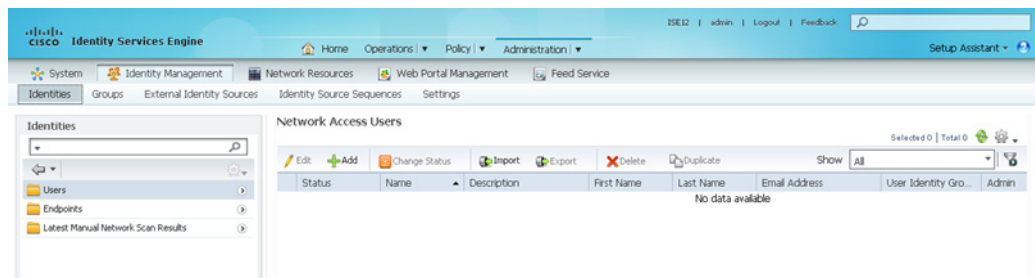 ISE12 | admin | Logout | Feedback
cisco Identity Services Engine
Home Operations | Policy | Administration |
Setup Assistant
System Identity Management Network Resources Web Portal Management Feed Service
Identities Groups External Identity Sources Identity Source Sequences Settings
Identities
Users
Endpoints
Latest Manual Network Scan Results
Network Access Users
Selected 0 | Total 0
Edit Add Change Status Import Export Delete Duplicate Show All
Status Name Description First Name Last Name Email Address User Identity Gro... Admin
No data available